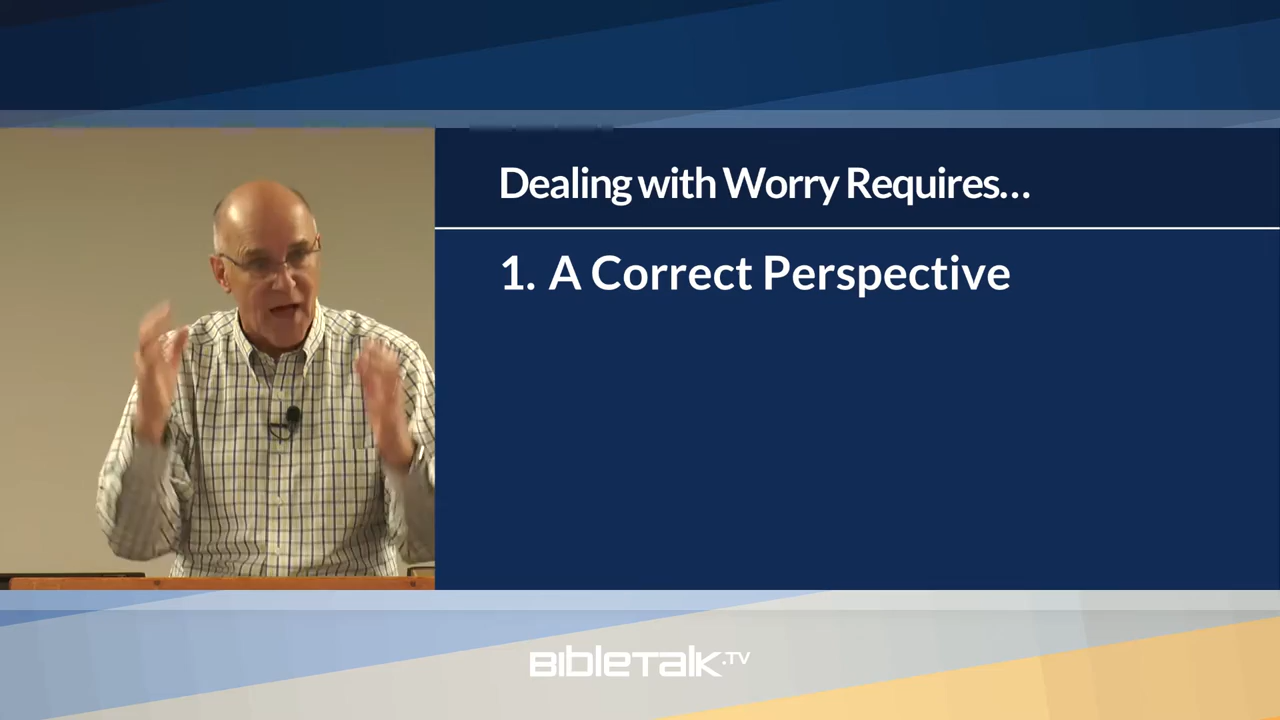 Dealing with Worry Requires...
1. A Correct Perspective
BIBLETALK.TV